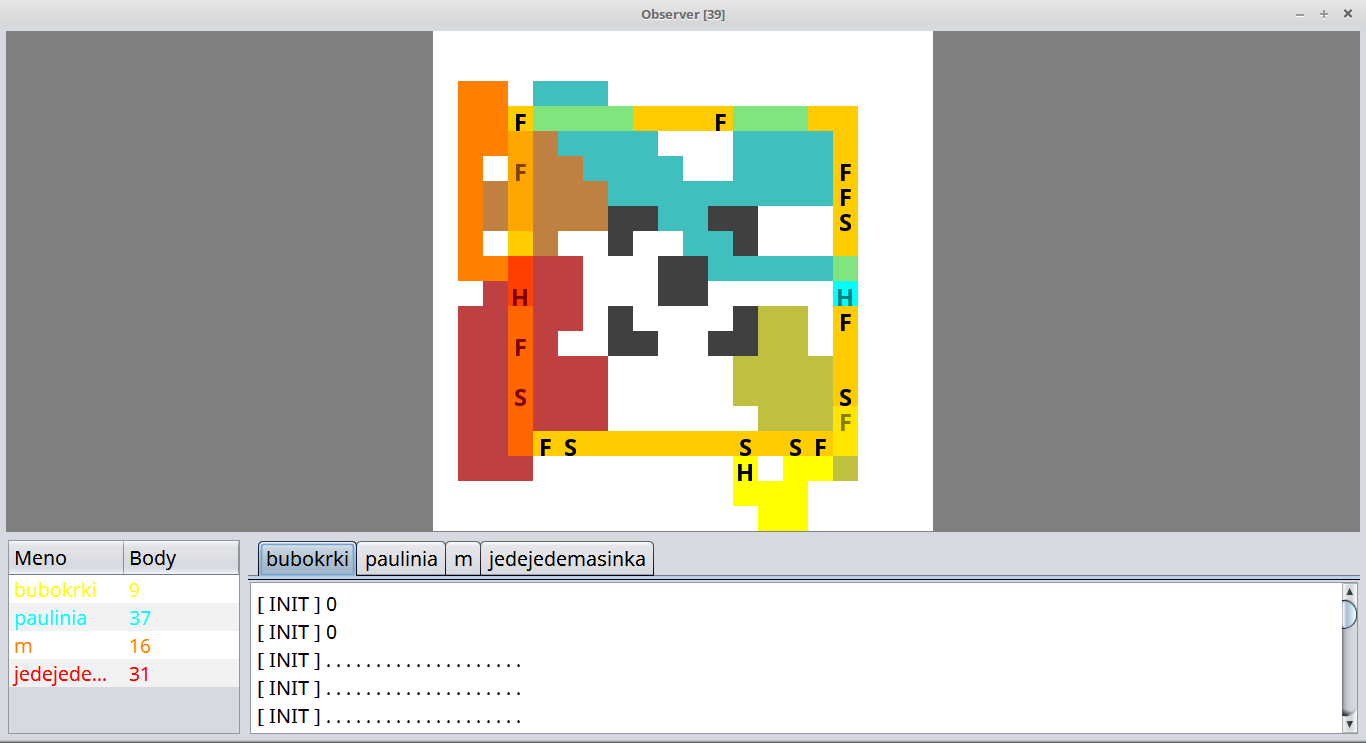 Observer [39]
F F
F F
F
S
H H
F
F
S S
F
F S S S F
H
Meno Body
bubokrki 9
paulinia 37
m 16
jedejede... 31
bubokrki paulinia m jedejedemasinka
[ INIT ] 0
[ INIT ] 0
[ INIT ] . . . . . . . . . . . . . . . . . . . .
[ INIT ] . . . . . . . . . . . . . . . . . . . .
[ INIT ] . . . . . . . . . . . . . . . . . . . .